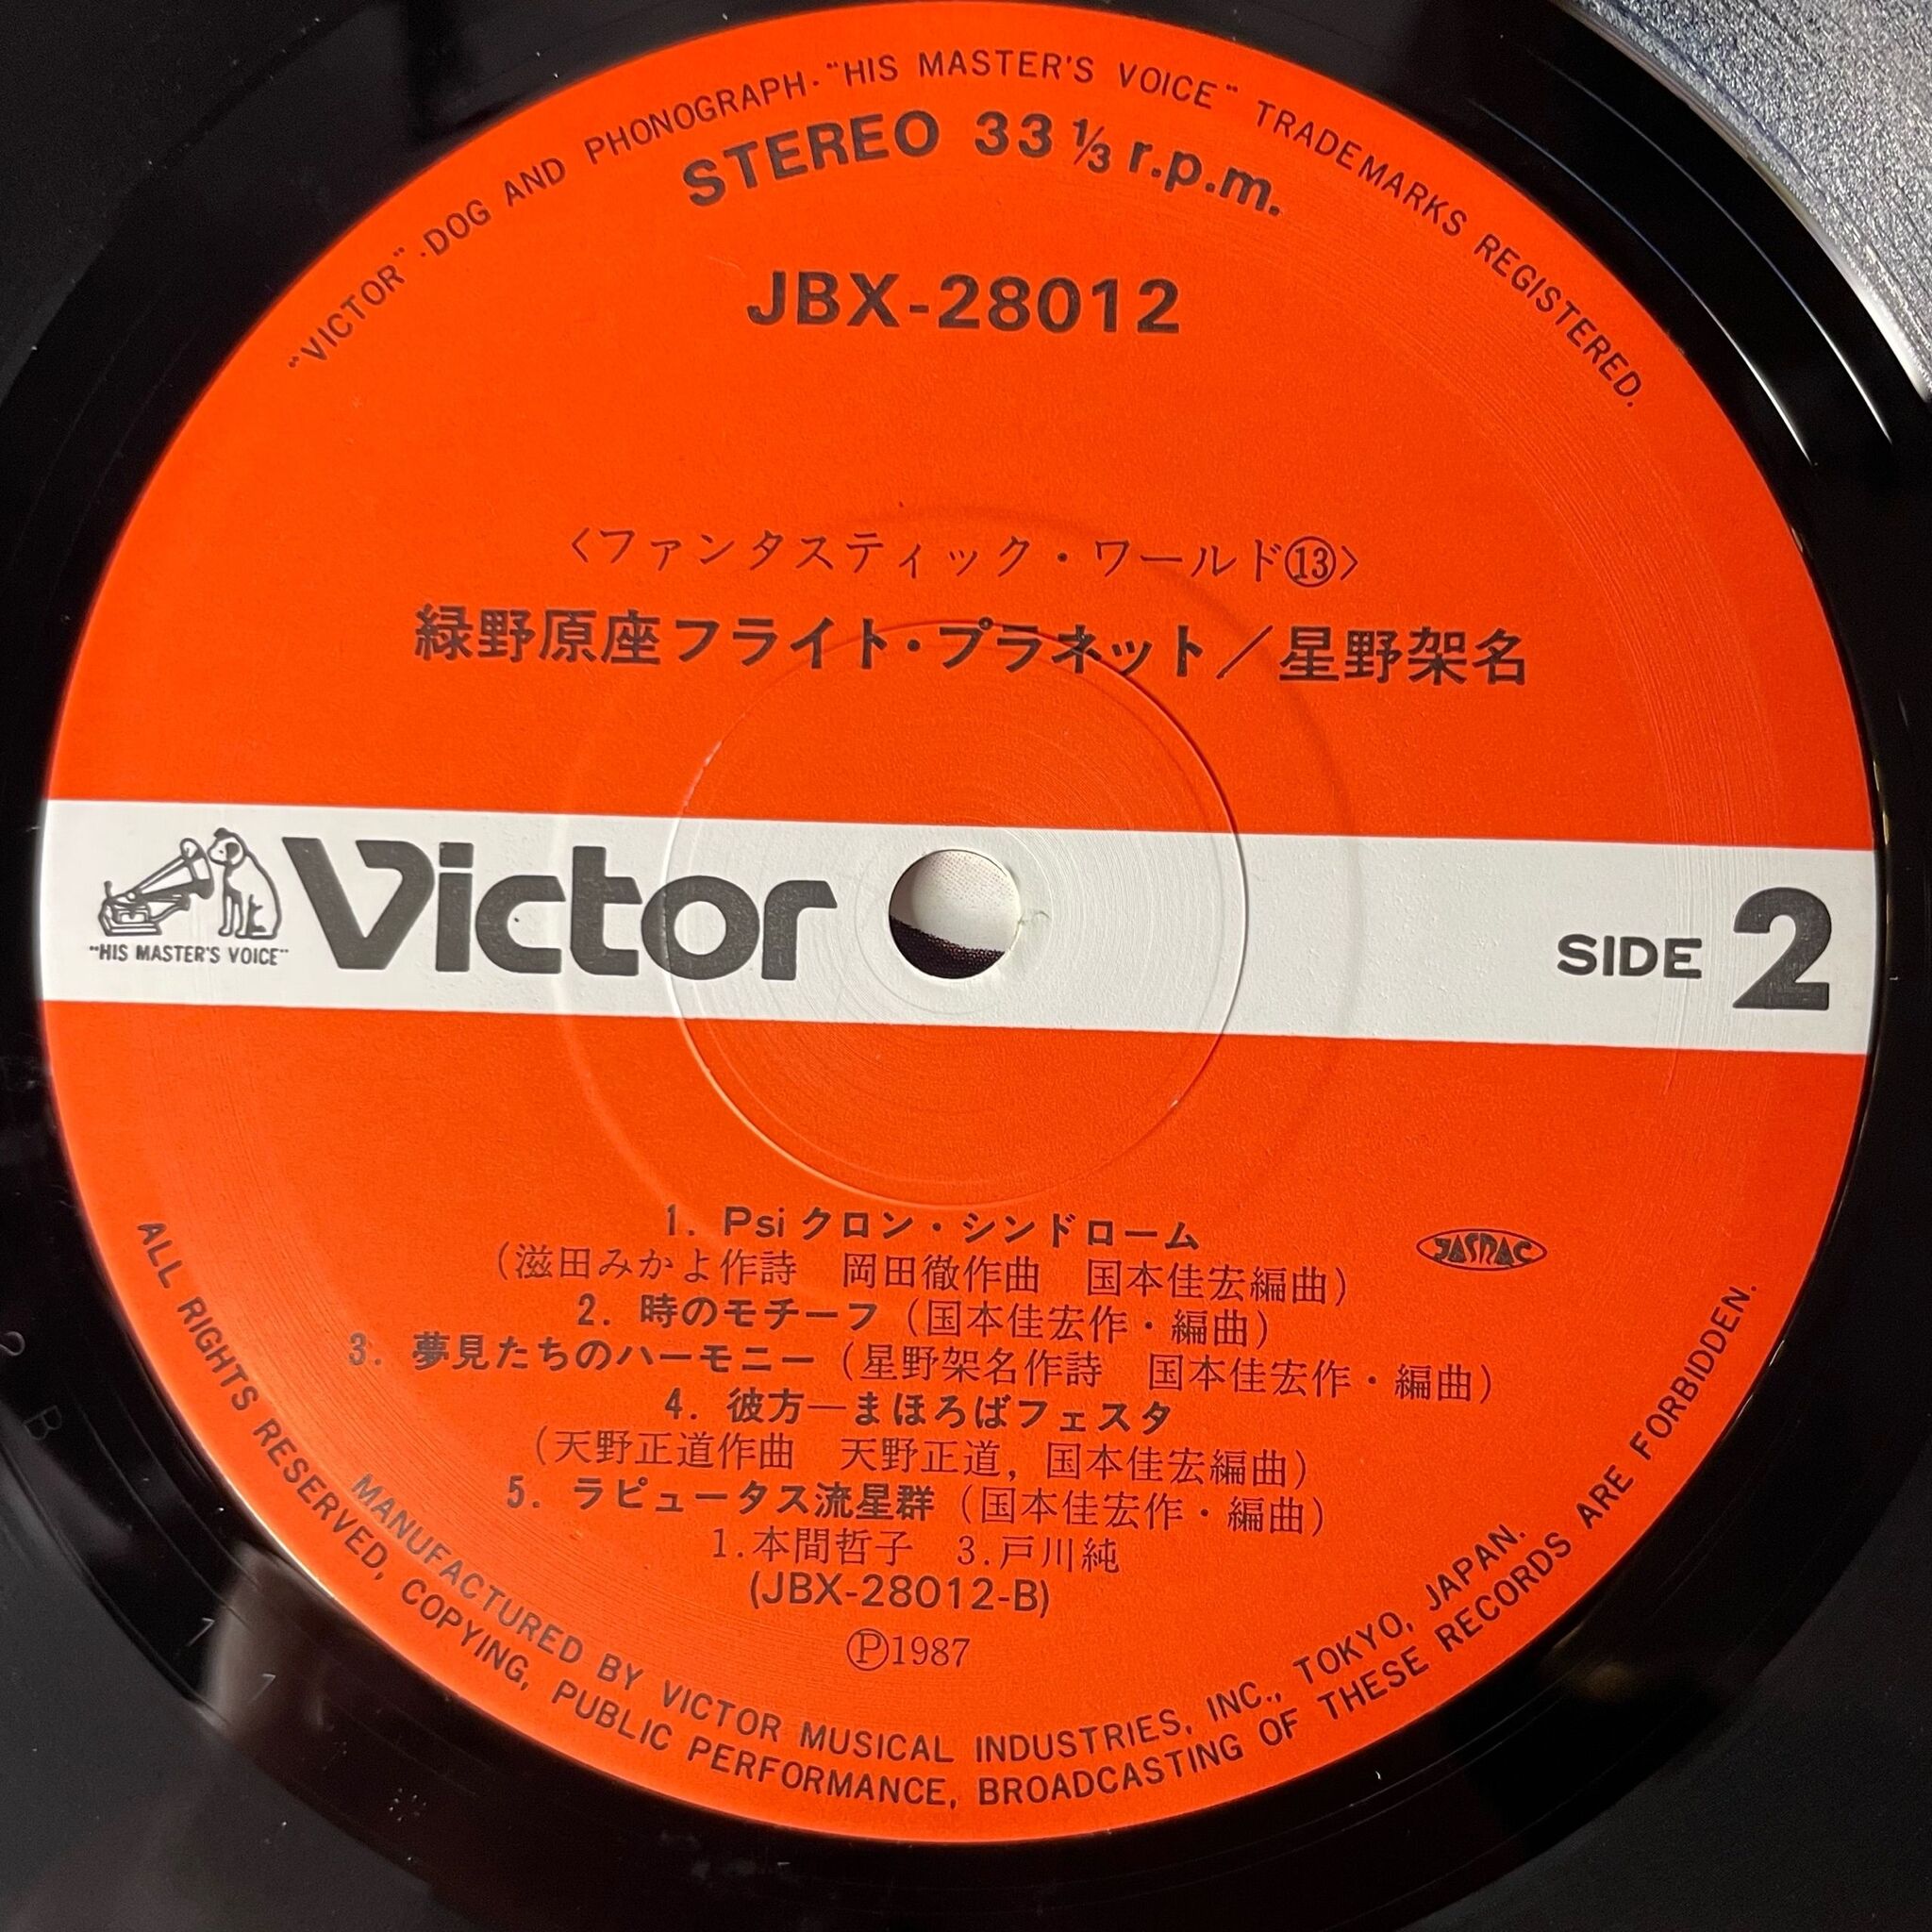 “VICTOR”-DOG AND PHONOGRAPH-“HIS MASTER'S VOICE” TRADEMARKS REGISTERED.
STEREO 33 ⅓ r.p.m.
JBX-28012
〈ファンタスティック・ワールド⑬〉
緑野原座フライト・プラネット／星野架名
Victor
“HIS MASTER'S VOICE”
SIDE 2
1. Psi クロン・シンドローム
JASRAC
（滋田みかよ作詩　岡田徹作曲　国本佳宏編曲）
2. 時のモチーフ（国本佳宏作・編曲）
3. 夢見たちのハーモニー（星野架名作詩　国本佳宏作・編曲）
4. 彼方―まほろばフェスタ
（天野正道作曲　天野正道，国本佳宏編曲）
5. ラピュータス流星群（国本佳宏作・編曲）
1.本間哲子　3.戸川純
(JBX-28012-B)
Ⓟ1987
MANUFACTURED BY VICTOR MUSICAL INDUSTRIES, INC., TOKYO, JAPAN.
ALL RIGHTS RESERVED, COPYING, PUBLIC PERFORMANCE, BROADCASTING OF THESE RECORDS ARE FORBIDDEN.